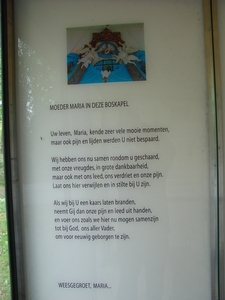 MOEDER MARIA IN DEZE BOSKAPEL
Uw leven, Maria, kende zeer vele mooie momenten,
maar ook pijn en lijden werden U niet bespaard.
Wij hebben ons nu samen rondom u geschaard,
met onze vreugdes, in grote dankbaarheid,
maar ook met ons leed, ons verdriet en onze pijn.
Laat ons hier verwijlen en in stilte bij U zijn.
Als wij bij U een kaars laten branden,
neemt Gij dan onze pijn en leed uit handen,
en voer ons zoals we hier nu mogen samenzijn
tot bij God, ons aller Vader,
om voor eeuwig geborgen te zijn.
WEESGEGROET, MARIA...